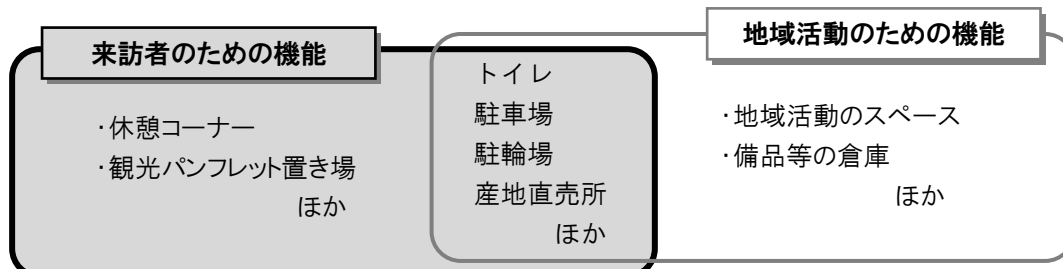 来訪者のための機能
・休憩コーナー
・観光パンフレット置き場
ほか
トイレ
駐車場
駐輪場
産地直売所
ほか
地域活動のための機能
・地域活動のスペース
・備品等の倉庫
ほか